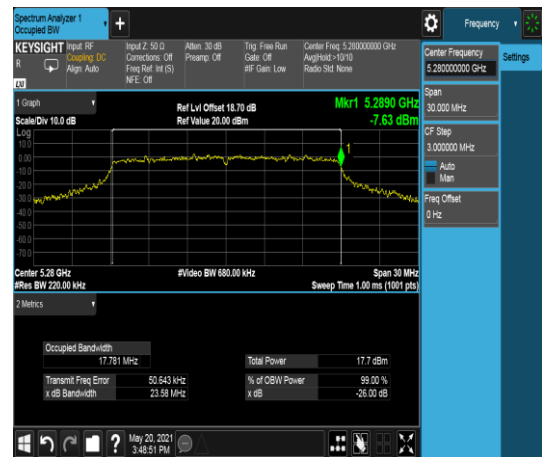 Spectrum Analyzer 1
Occupied BW
+
Frequency
KEYSIGHT
R
LXI
Input: RF
Coupling: DC
Align: Auto
Input Z: 50 Ω
Corrections: Off
Freq Ref: Int (S)
NFE: Off
Atten: 30 dB
Preamp: Off
Trig: Free Run
Gate: Off
#IF Gain: Low
Center Freq: 5.280000000 GHz
Avg|Hold:>10/10
Radio Std: None
Center Frequency
5.280000000 GHz
Settings
Span
30.000 MHz
CF Step
3.000000 MHz
Auto
Man
Freq Offset
0 Hz
1 Graph
Scale/Div 10.0 dB
Ref Lvl Offset 18.70 dB
Ref Value 20.00 dBm
Mkr1 5.2890 GHz
-7.63 dBm
Log
10.0
0.00
-10.0
-20.0
-30.0
-40.0
-50.0
-60.0
-70.0
1
Center 5.28 GHz
#Res BW 220.00 kHz
#Video BW 680.00 kHz
Span 30 MHz
Sweep Time 1.00 ms (1001 pts)
2 Metrics
Occupied Bandwidth
17.781 MHz
Total Power 17.7 dBm
Transmit Freq Error 50.643 kHz
% of OBW Power 99.00 %
x dB Bandwidth 23.58 MHz
x dB -26.00 dB
?
May 20, 2021
3:48:51 PM